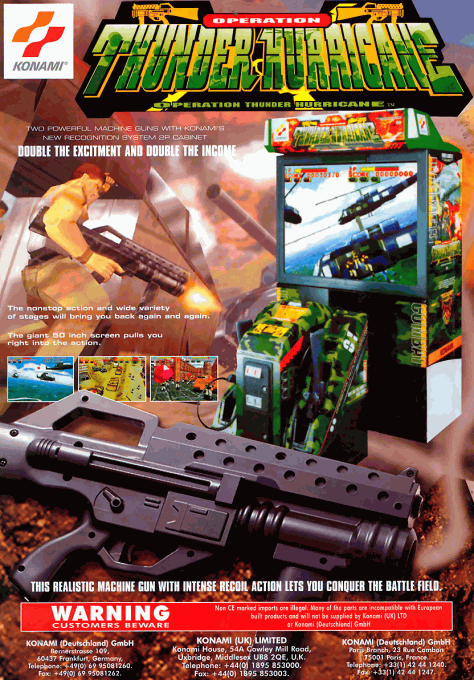 KONAMI®
OPERATION
THUNDER HURRICANE
OPERATION THUNDER HURRICANE ™
TWO POWERFUL MACHINE GUNS WITH KONAMI'S
NEW RECOGNITION SYSTEM 2P CABINET
DOUBLE THE EXCITMENT AND DOUBLE THE INCOME
The nonstop action and wide variety
of stages will bring you back again and again.
The giant 50 inch screen pulls you
right into the action.
THIS REALISTIC MACHINE GUN WITH INTENSE RECOIL ACTION LETS YOU CONQUER THE BATTLE FIELD.
WARNING
CUSTOMERS BEWARE
Non CE marked imports are illegal. Many of the parts are incompatible with European
built products and will not be supplied by Konami (UK) LTD
or Konami (Deutschland) GmbH
KONAMI (Deutschland) GmbH
Bernerstrasse 109,
60437 Frankfurt, Germany,
Telephone: +49(0) 69 95081260.
Fax: +49(0) 69 95081262.
KONAMI (UK) LIMITED
Konami House, 54A Cowley Mill Road,
Uxbridge, Middlesex UB8 2QE, U.K.
Telephone: +44(0) 1895 853000.
Fax: +44(0) 1895 853003.
KONAMI (Deutschland) GmbH
Paris Branch, 23 Rue Cambon
75001 Paris, France.
Telephone: +33(1) 42 44 1240.
Fax: +33(1) 42 44 1247.